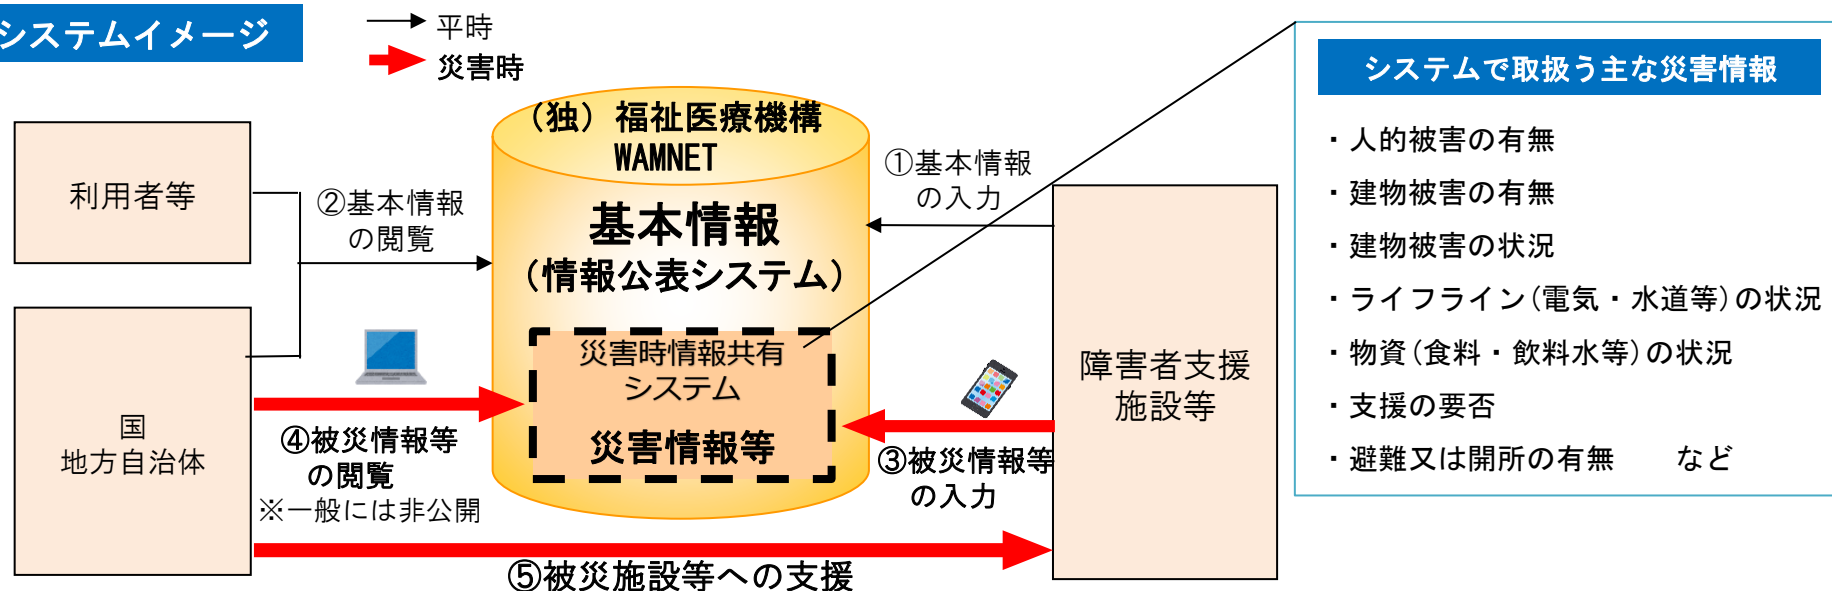 システムイメージ
平時
災害時
（独）福祉医療機構
WAMNET
基本情報
（情報公表システム）
災害時情報共有
システム
災害情報等
利用者等
②基本情報
の閲覧
国
地方自治体
④被災情報等
の閲覧
※一般には非公開
①基本情報
の入力
③被災情報等
の入力
障害者支援
施設等
⑤被災施設等への支援
システムで取扱う主な災害情報
・人的被害の有無
・建物被害の有無
・建物被害の状況
・ライフライン(電気・水道等)の状況
・物資(食料・飲料水等)の状況
・支援の要否
・避難又は開所の有無　　など